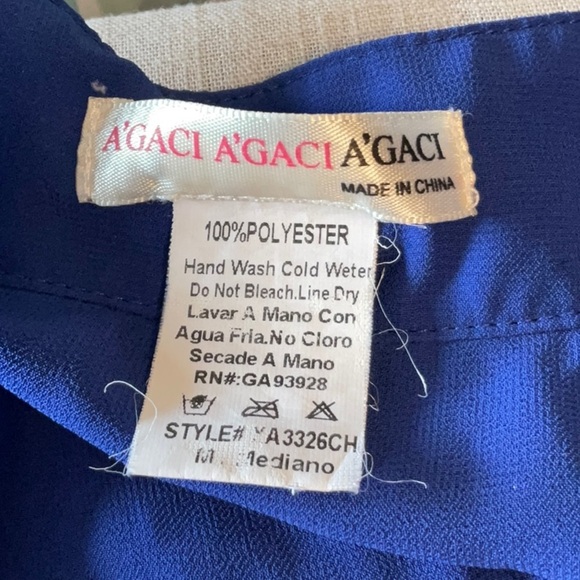 A'GACI A'GACI A'GACI
MADE IN CHINA
100%POLYESTER
Hand Wash Cold Weter
Do Not Bleach.Line Dry
Lavar A Mano Con
Agua Fria.No Cloro
Secade A Mano
RN#:GA93928
STYLE# YA3326CH
M Mediano